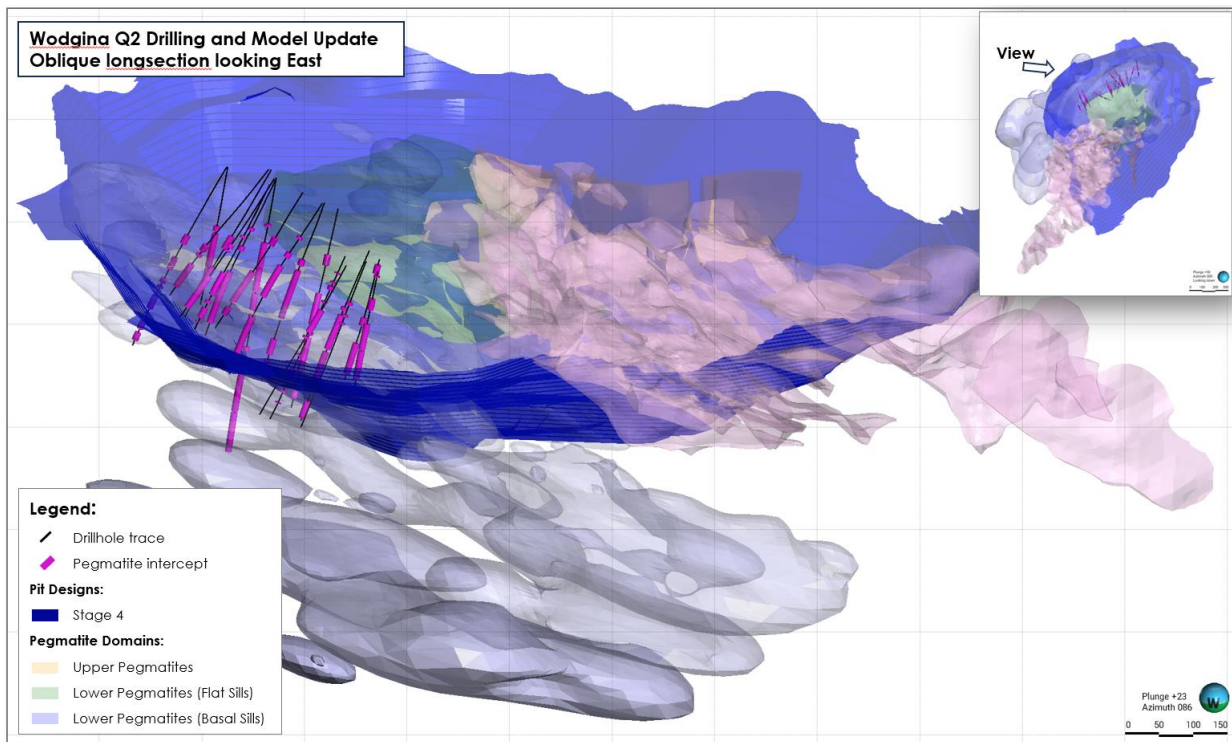 Wodgina Q2 Drilling and Model Update
Oblique longsection looking East
View
Legend:
Drillhole trace
Pegmatite intercept
Pit Designs:
Stage 4
Pegmatite Domains:
Upper Pegmatites
Lower Pegmatites (Flat Sills)
Lower Pegmatites (Basal Sills)
Plunge +23
Azimuth 086
W
0 50 100 150